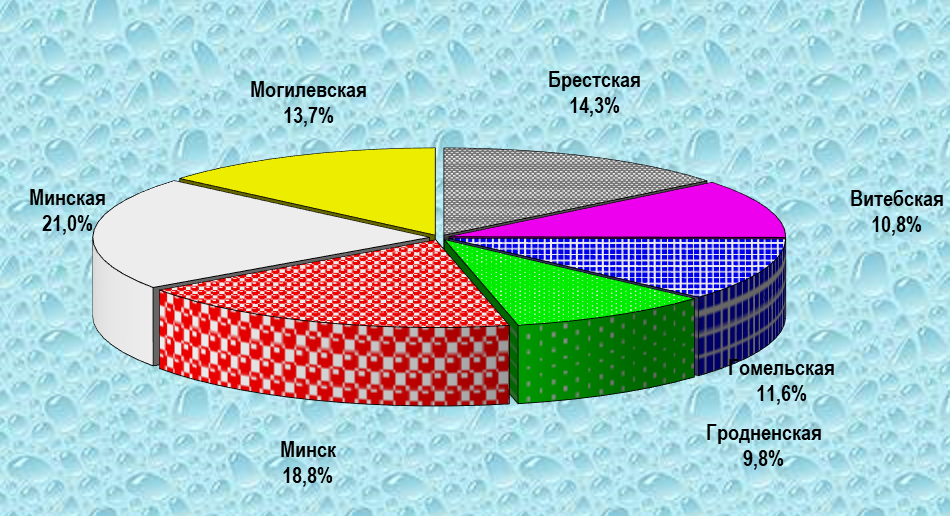 Брестская
14,3%
Могилевская
13,7%
Минская
21,0%
Витебская
10,8%
Гомельская
11,6%
Гродненская
9,8%
Минск
18,8%